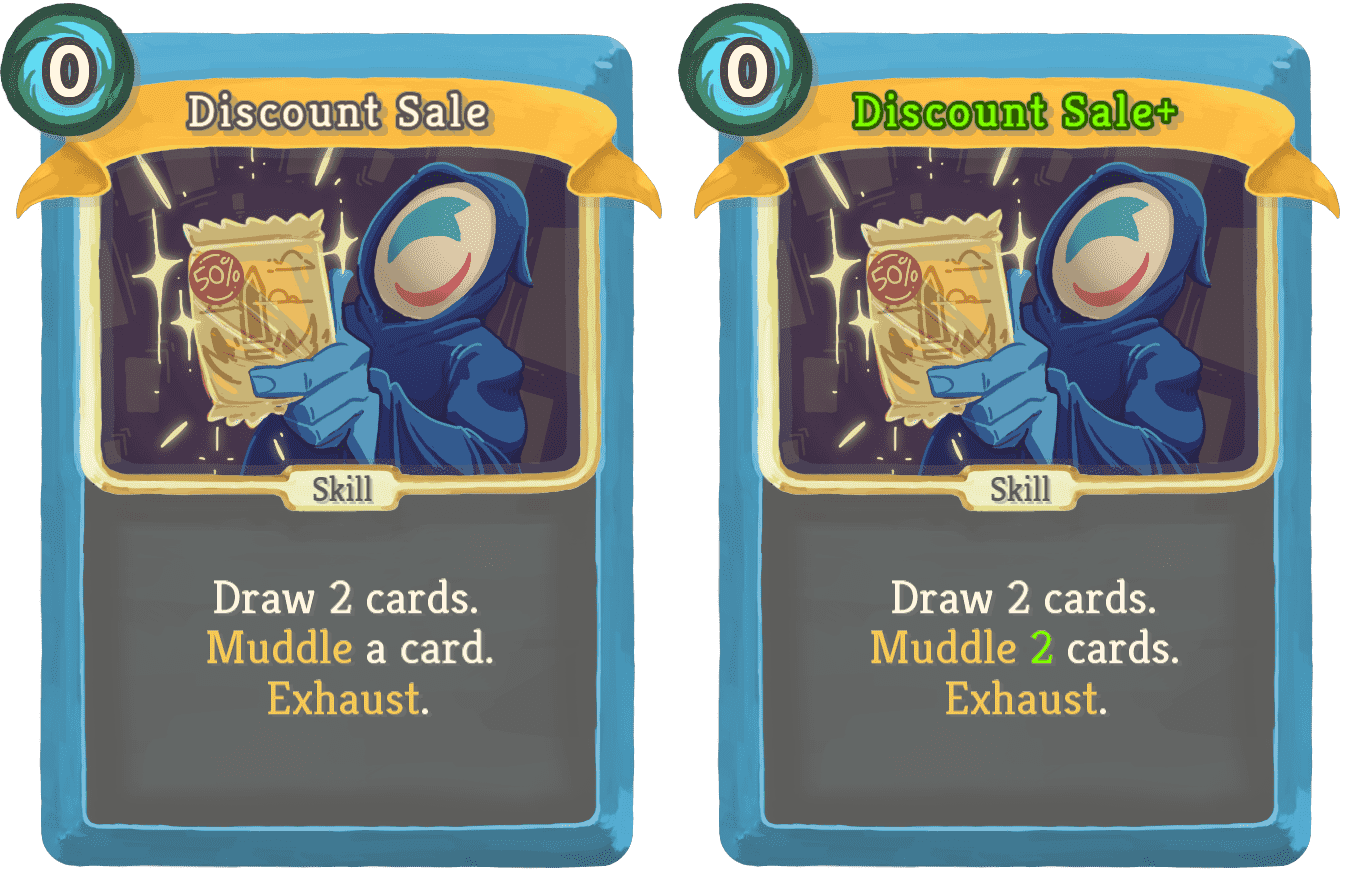 0
Discount Sale
50%
Skill
Draw 2 cards.
Muddle a card.
Exhaust.
0
Discount Sale+
50%
Skill
Draw 2 cards.
Muddle 2 cards.
Exhaust.